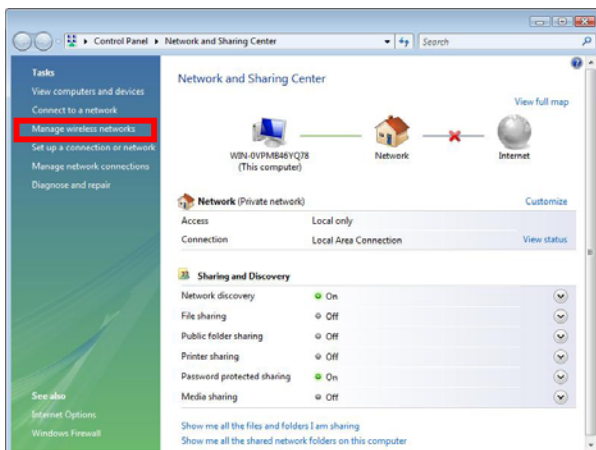 Control Panel ▸ Network and Sharing Center
Search
Tasks
View computers and devices
Connect to a network
Manage wireless networks
Set up a connection or network
Manage network connections
Diagnose and repair
See also
Internet Options
Windows Firewall
Network and Sharing Center
View full map
WIN-0VPMB46YQ78
(This computer)
Network
Internet
Network (Private network)
Customize
Access Local only
Connection Local Area Connection View status
Sharing and Discovery
Network discovery On
File sharing Off
Public folder sharing Off
Printer sharing Off
Password protected sharing On
Media sharing Off
Show me all the files and folders I am sharing
Show me all the shared network folders on this computer